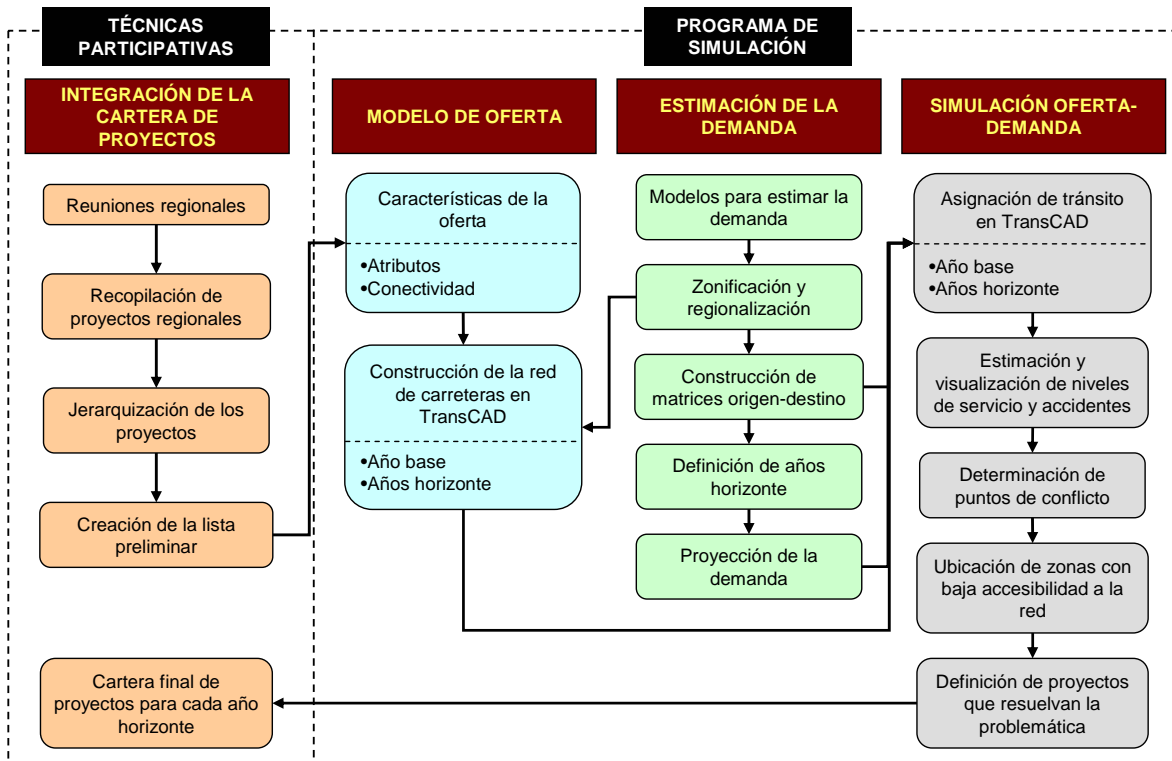 TÉCNICAS
PARTICIPATIVAS
PROGRAMA DE
SIMULACIÓN
INTEGRACIÓN DE LA
CARTERA DE
PROYECTOS
MODELO DE OFERTA
ESTIMACIÓN DE LA
DEMANDA
SIMULACIÓN OFERTA-
DEMANDA
Reuniones regionales
Recopilación de
proyectos regionales
Jerarquización de los
proyectos
Creación de la lista
preliminar
Cartera final de
proyectos para cada año
horizonte
Características de la
oferta
•Atributos
•Conectividad
Construcción de la red
de carreteras en
TransCAD
•Año base
•Años horizonte
Modelos para estimar la
demanda
Zonificación y
regionalización
Construcción de
matrices origen-destino
Definición de años
horizonte
Proyección de la
demanda
Asignación de tránsito
en TransCAD
•Año base
•Años horizonte
Estimación y
visualización de niveles
de servicio y accidentes
Determinación de
puntos de conflicto
Ubicación de zonas con
baja accesibilidad a la
red
Definición de proyectos
que resuelvan la
problemática